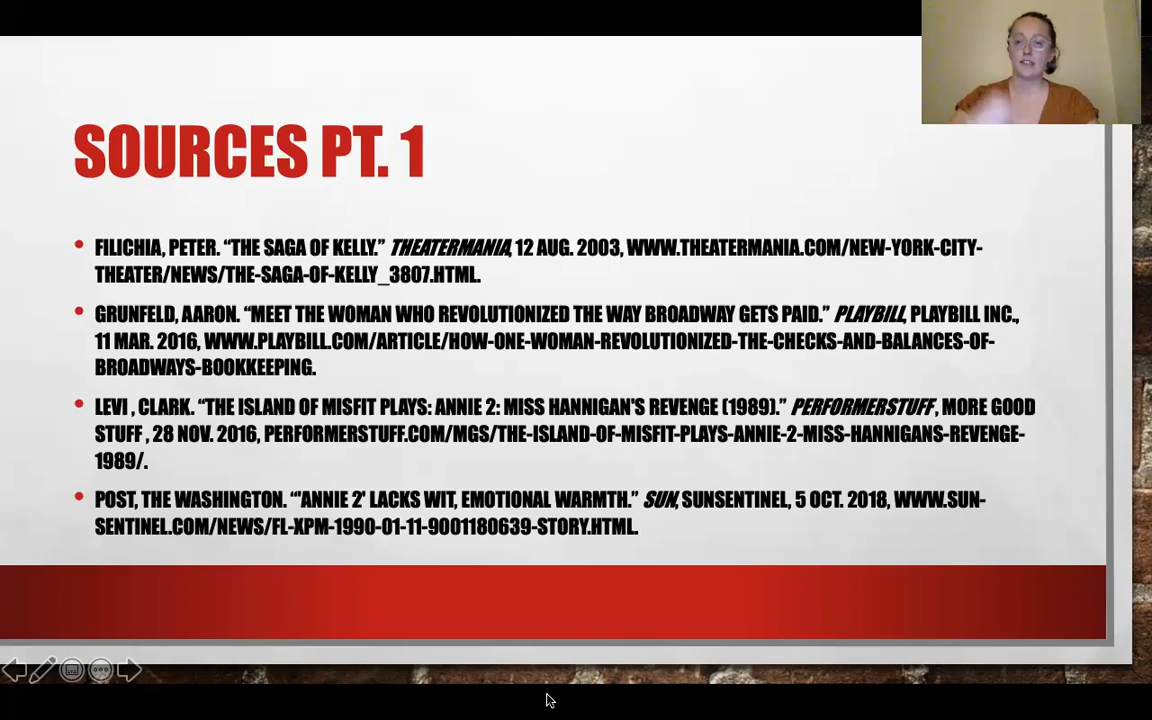 SOURCES PT. 1
• FILICHIA, PETER. “THE SAGA OF KELLY.” THEATERMANIA, 12 AUG. 2003, WWW.THEATERMANIA.COM/NEW-YORK-CITY-
THEATER/NEWS/THE-SAGA-OF-KELLY_3807.HTML.
• GRUNFELD, AARON. “MEET THE WOMAN WHO REVOLUTIONIZED THE WAY BROADWAY GETS PAID.” PLAYBILL, PLAYBILL INC.,
11 MAR. 2016, WWW.PLAYBILL.COM/ARTICLE/HOW-ONE-WOMAN-REVOLUTIONIZED-THE-CHECKS-AND-BALANCES-OF-
BROADWAYS-BOOKKEEPING.
• LEVI , CLARK. “THE ISLAND OF MISFIT PLAYS: ANNIE 2: MISS HANNIGAN'S REVENGE (1989).” PERFORMERSTUFF , MORE GOOD
STUFF , 28 NOV. 2016, PERFORMERSTUFF.COM/MGS/THE-ISLAND-OF-MISFIT-PLAYS-ANNIE-2-MISS-HANNIGANS-REVENGE-
1989/.
• POST, THE WASHINGTON. “'ANNIE 2' LACKS WIT, EMOTIONAL WARMTH.” SUN, SUNSENTINEL, 5 OCT. 2018, WWW.SUN-
SENTINEL.COM/NEWS/FL-XPM-1990-01-11-9001180639-STORY.HTML.